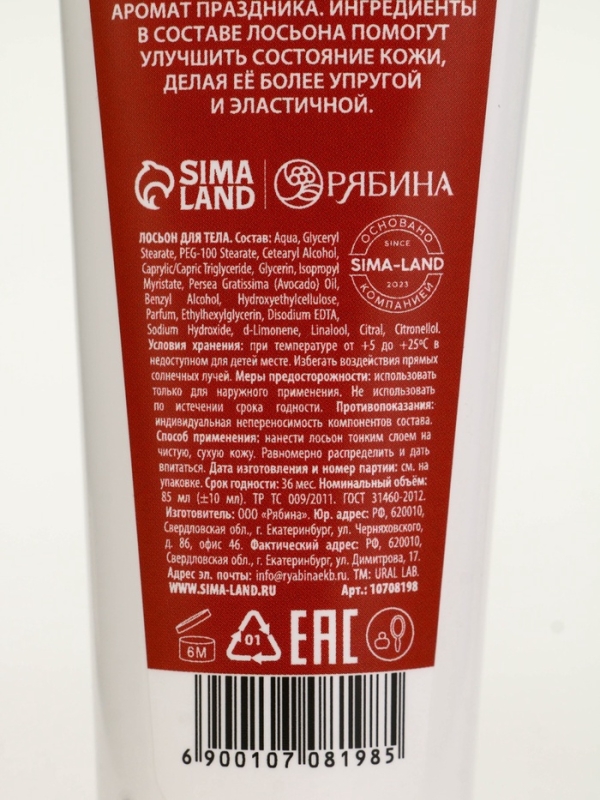 АРОМАТ ПРАЗДНИКА. ИНГРЕДИЕНТЫ
В СОСТАВЕ ЛОСЬОНА ПОМОГУТ
УЛУЧШИТЬ СОСТОЯНИЕ КОЖИ,
ДЕЛАЯ ЕЁ БОЛЕЕ УПРУГОЙ
И ЭЛАСТИЧНОЙ.
SIMA
LAND
РЯБИНА
ОСНОВАНО
SINCE
SIMA-LAND
2023
КОМПАНИЕЙ
ЛОСЬОН ДЛЯ ТЕЛА. Состав: Aqua, Glyceryl
Stearate, PEG-100 Stearate, Cetearyl Alcohol,
Caprylic/Capric Triglyceride, Glycerin, Isopropyl
Myristate, Persea Gratissima (Avocado) Oil,
Benzyl Alcohol, Hydroxyethylcellulose,
Parfum, Ethylhexylglycerin, Disodium EDTA,
Sodium Hydroxide, d-Limonene, Linalool, Citral, Citronellol.
Условия хранения: при температуре от +5 до +25°С в
недоступном для детей месте. Избегать воздействия прямых
солнечных лучей. Меры предосторожности: использовать
только для наружного применения. Не использовать
по истечении срока годности. Противопоказания:
индивидуальная непереносимость компонентов состава.
Способ применения: нанести лосьон тонким слоем на
чистую, сухую кожу. Равномерно распределить и дать
впитаться. Дата изготовления и номер партии: см. на
упаковке. Срок годности: 36 мес. Номинальный объём:
85 мл (±10 мл). ТР ТС 009/2011. ГОСТ 31460-2012.
Изготовитель: ООО «Рябина». Юр. адрес: РФ, 620010,
Свердловская обл., г. Екатеринбург, ул. Черняховского,
д. 86, офис 46. Фактический адрес: РФ, 620010,
Свердловская обл., г. Екатеринбург, ул. Димитрова, 17.
Адрес эл. почты: info@ryabinaekb.ru. TM: URAL LAB.
WWW.SIMA-LAND.RU Арт.: 10708198
6M
01
EAC
6 900107 081985